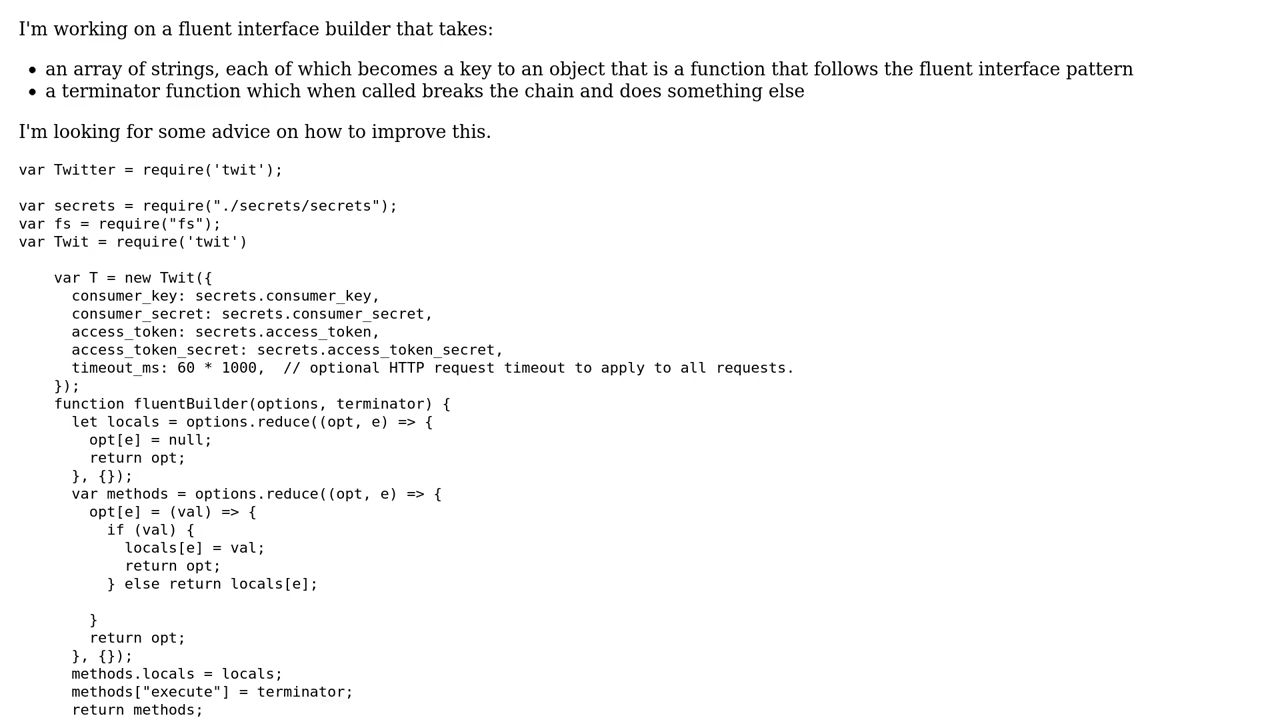 I'm working on a fluent interface builder that takes:
• an array of strings, each of which becomes a key to an object that is a function that follows the fluent interface pattern
• a terminator function which when called breaks the chain and does something else
I'm looking for some advice on how to improve this.
var Twitter = require('twit');
var secrets = require("./secrets/secrets");
var fs = require("fs");
var Twit = require('twit')
    var T = new Twit({
      consumer_key: secrets.consumer_key,
      consumer_secret: secrets.consumer_secret,
      access_token: secrets.access_token,
      access_token_secret: secrets.access_token_secret,
      timeout_ms: 60 * 1000,  // optional HTTP request timeout to apply to all requests.
    });
    function fluentBuilder(options, terminator) {
      let locals = options.reduce((opt, e) => {
        opt[e] = null;
        return opt;
      }, {});
      var methods = options.reduce((opt, e) => {
        opt[e] = (val) => {
          if (val) {
            locals[e] = val;
            return opt;
          } else return locals[e];
        }
        return opt;
      }, {});
      methods.locals = locals;
      methods["execute"] = terminator;
      return methods;